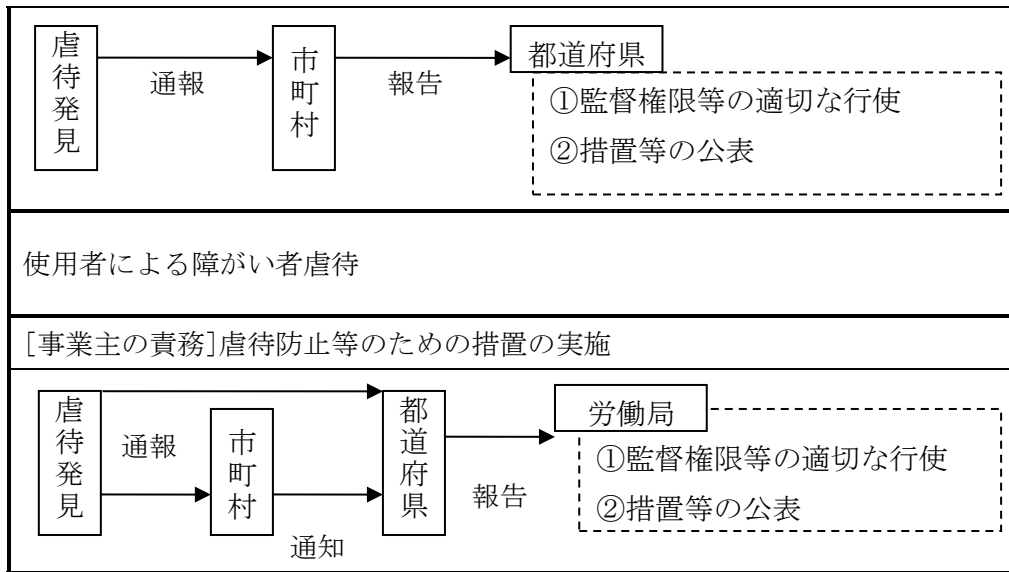 虐待発見
通報
市町村
報告
都道府県
①監督権限等の適切な行使
②措置等の公表
使用者による障がい者虐待
[事業主の責務]虐待防止等のための措置の実施
虐待発見
通報
市町村
通知
都道府県
報告
労働局
①監督権限等の適切な行使
②措置等の公表